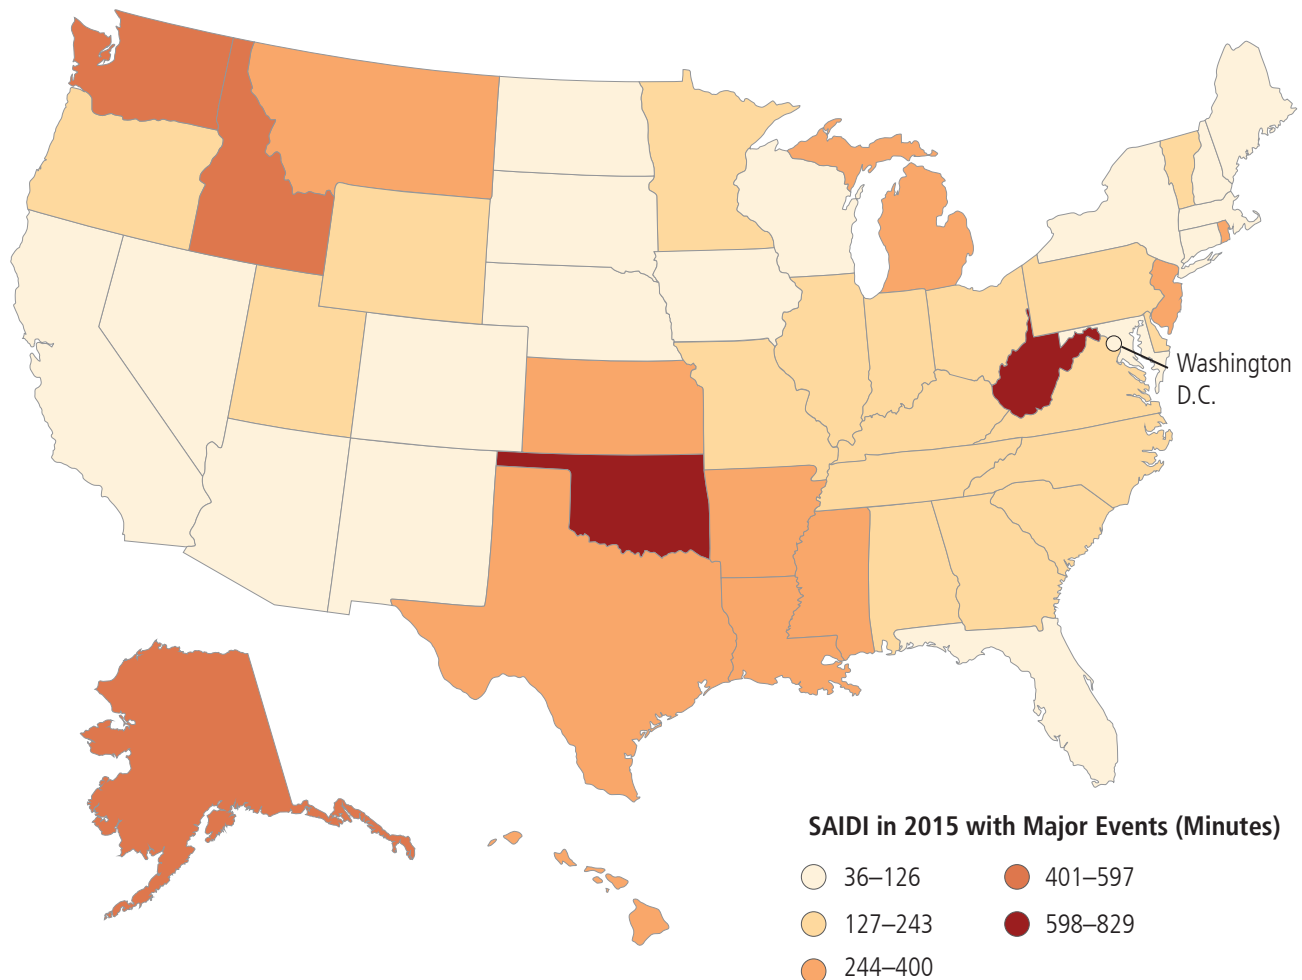 Washington
D.C.
SAIDI in 2015 with Major Events (Minutes)
36–126
401–597
127–243
598–829
244–400